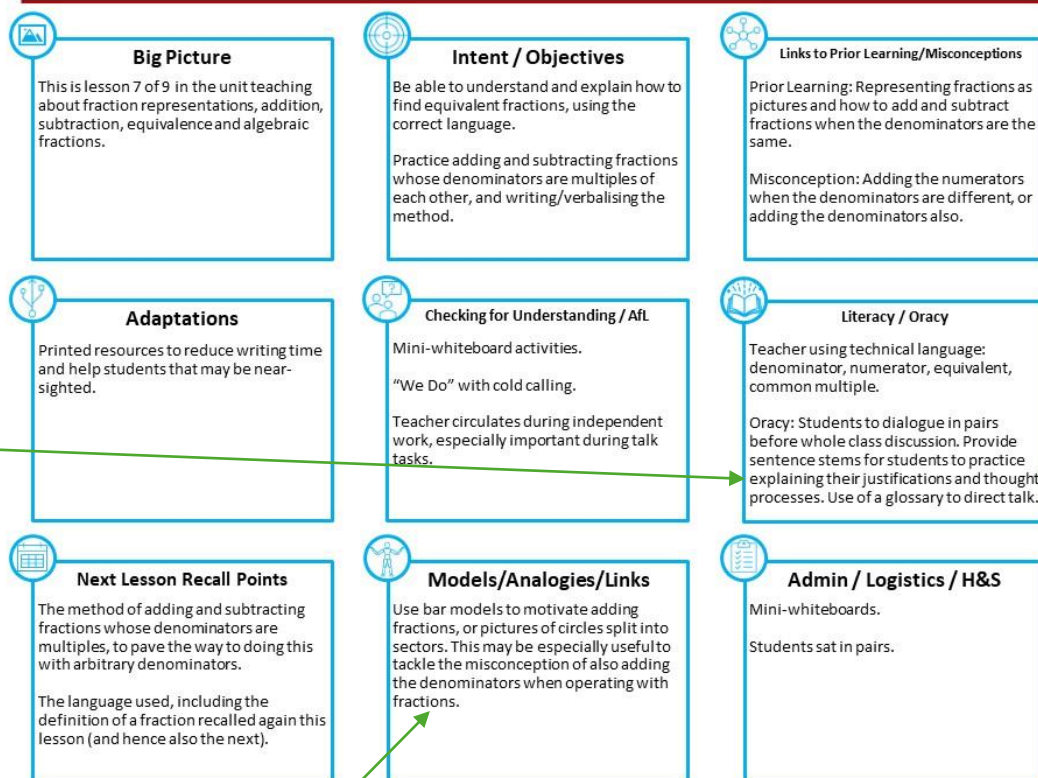 Big Picture
This is lesson 7 of 9 in the unit teaching
about fraction representations, addition,
subtraction, equivalence and algebraic
fractions.
Intent / Objectives
Be able to understand and explain how to
find equivalent fractions, using the
correct language.
Practice adding and subtracting fractions
whose denominators are multiples of
each other, and writing/verbalising the
method.
Links to Prior Learning/Misconceptions
Prior Learning: Representing fractions as
pictures and how to add and subtract
fractions when the denominators are the
same.
Misconception: Adding the numerators
when the denominators are different, or
adding the denominators also.
Adaptations
Printed resources to reduce writing time
and help students that may be near-
sighted.
Checking for Understanding / AfL
Mini-whiteboard activities.
“We Do” with cold calling.
Teacher circulates during independent
work, especially important during talk
tasks.
Literacy / Oracy
Teacher using technical language:
denominator, numerator, equivalent,
common multiple.
Oracy: Students to dialogue in pairs
before whole class discussion. Provide
sentence stems for students to practice
explaining their justifications and thought
processes. Use of a glossary to direct talk.
Next Lesson Recall Points
The method of adding and subtracting
fractions whose denominators are
multiples, to pave the way to doing this
with arbitrary denominators.
The language used, including the
definition of a fraction recalled again this
lesson (and hence also the next).
Models/Analogies/Links
Use bar models to motivate adding
fractions, or pictures of circles split into
sectors. This may be especially useful to
tackle the misconception of also adding
the denominators when operating with
fractions.
Admin / Logistics / H&S
Mini-whiteboards.
Students sat in pairs.